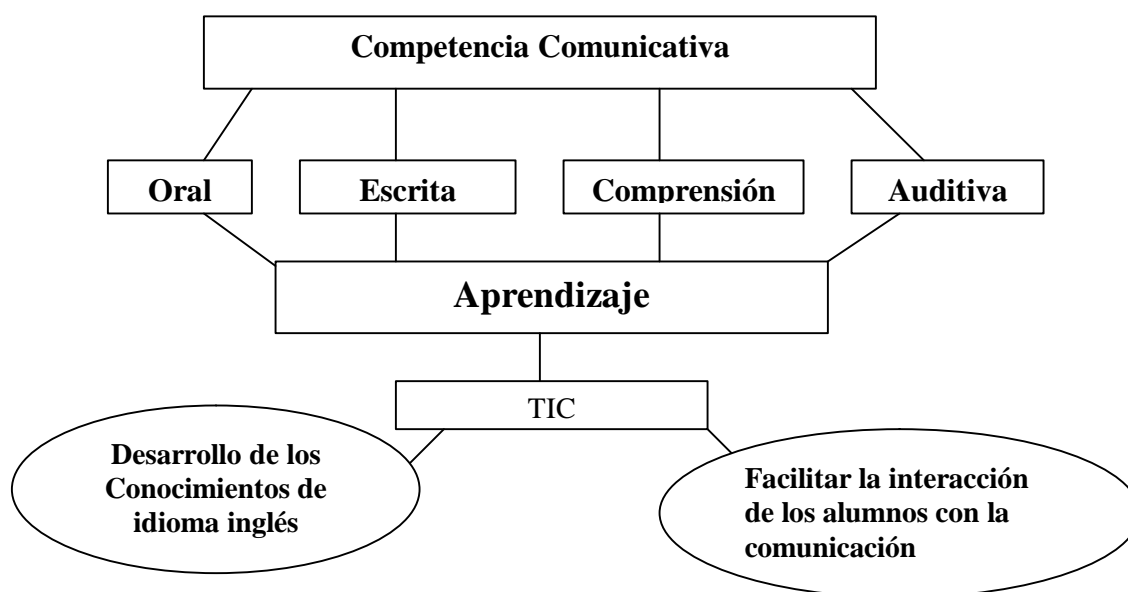 Competencia Comunicativa
Oral
Escrita
Comprensión
Auditiva
Aprendizaje
TIC
Desarrollo de los
Conocimientos de
idioma inglés
Facilitar la interacción
de los alumnos con la
comunicación